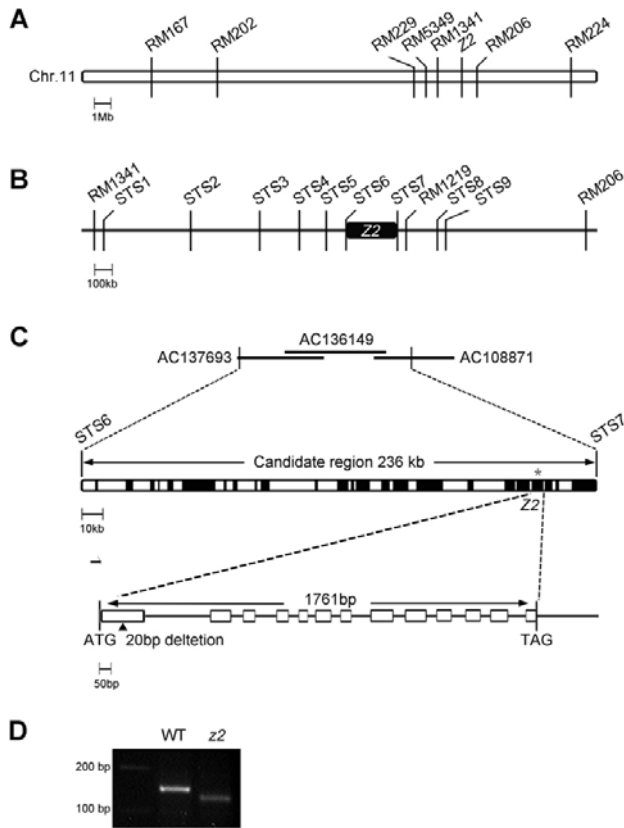 A
RM167
RM202
RM229
RM5349
RM1341
Z2
RM206
RM224
Chr.11
1Mb
B
RM1341
STS1
STS2
STS3
STS4
STS5
STS6
STS7
RM1219
STS8
STS9
RM206
Z2
100kb
C
AC136149
AC137693
AC108871
STS6
STS7
Candidate region 236 kb
*
Z2
10kb
1761bp
ATG
20bp deltetion
TAG
50bp
D
WT z2
200 bp
100 bp